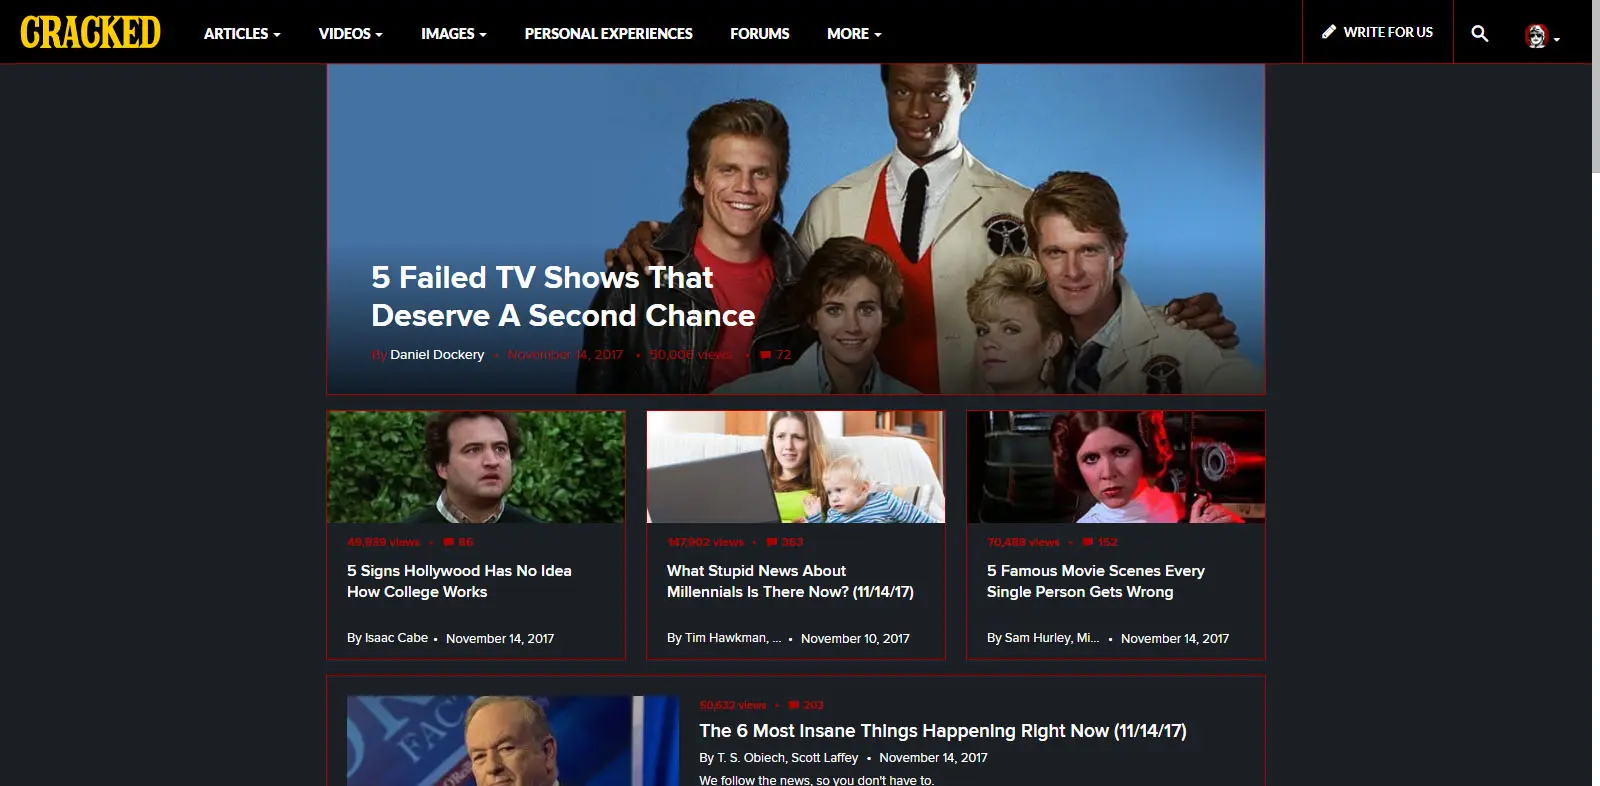 CRACKED
ARTICLES
VIDEOS
IMAGES
PERSONAL EXPERIENCES
FORUMS
MORE
WRITE FOR US
5 Failed TV Shows That
Deserve A Second Chance
By Daniel Dockery • November 14, 2017 • 50,006 views • 72
49,939 views • 86
5 Signs Hollywood Has No Idea
How College Works
By Isaac Cabe • November 14, 2017
147,902 views • 363
What Stupid News About
Millennials Is There Now? (11/14/17)
By Tim Hawkman, ... • November 10, 2017
70,488 views • 152
5 Famous Movie Scenes Every
Single Person Gets Wrong
By Sam Hurley, Mi... • November 14, 2017
FAC
50,632 views • 203
The 6 Most Insane Things Happening Right Now (11/14/17)
By T. S. Obiech, Scott Laffey • November 14, 2017
We follow the news, so you don't have to.